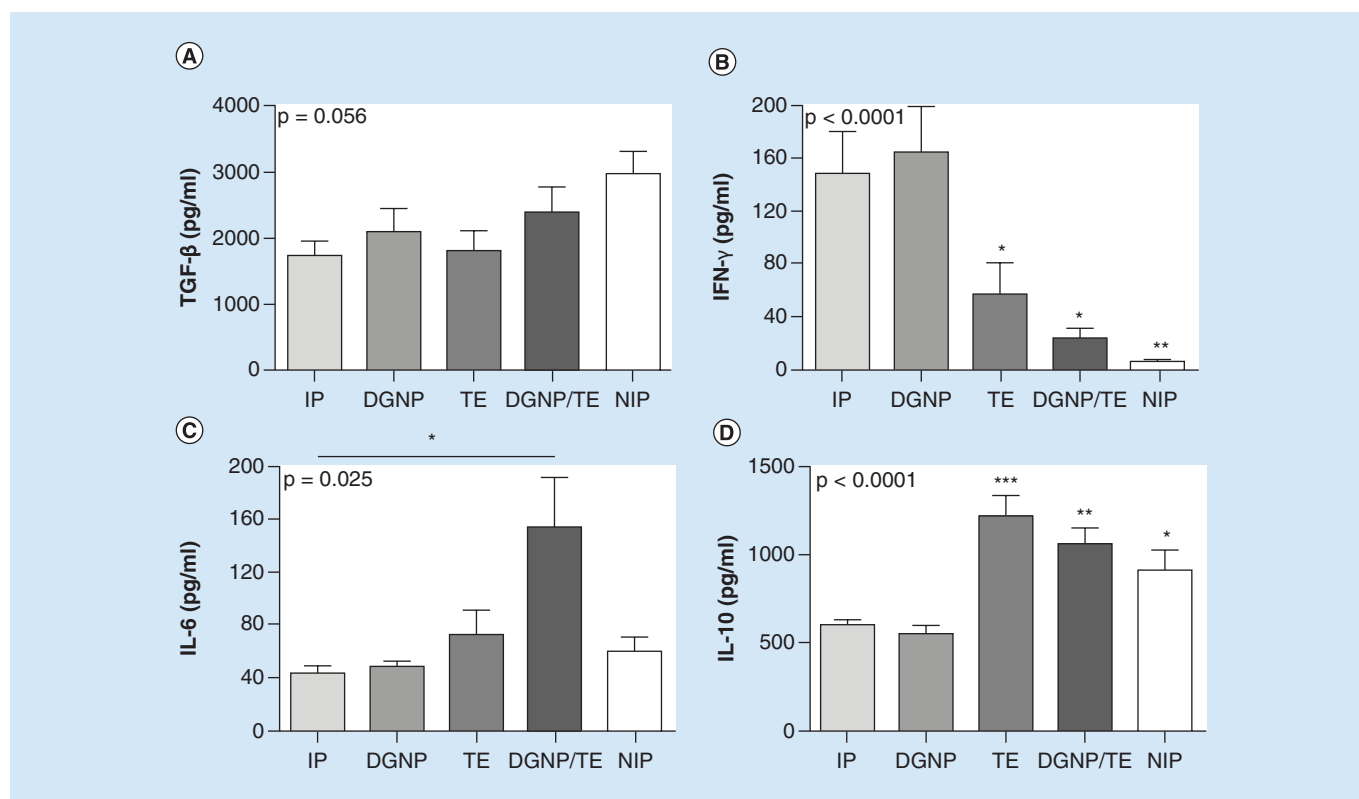 A
TGF-β (pg/ml)
4000
3000
2000
1000
0
p = 0.056
IP DGNP TE DGNP/TE NIP
B
IFN-γ (pg/ml)
200
160
120
80
40
0
p < 0.0001
*
*
**
IP DGNP TE DGNP/TE NIP
C
IL-6 (pg/ml)
200
160
120
80
40
0
*
p = 0.025
IP DGNP TE DGNP/TE NIP
D
IL-10 (pg/ml)
1500
1000
500
0
p < 0.0001
***
**
*
IP DGNP TE DGNP/TE NIP